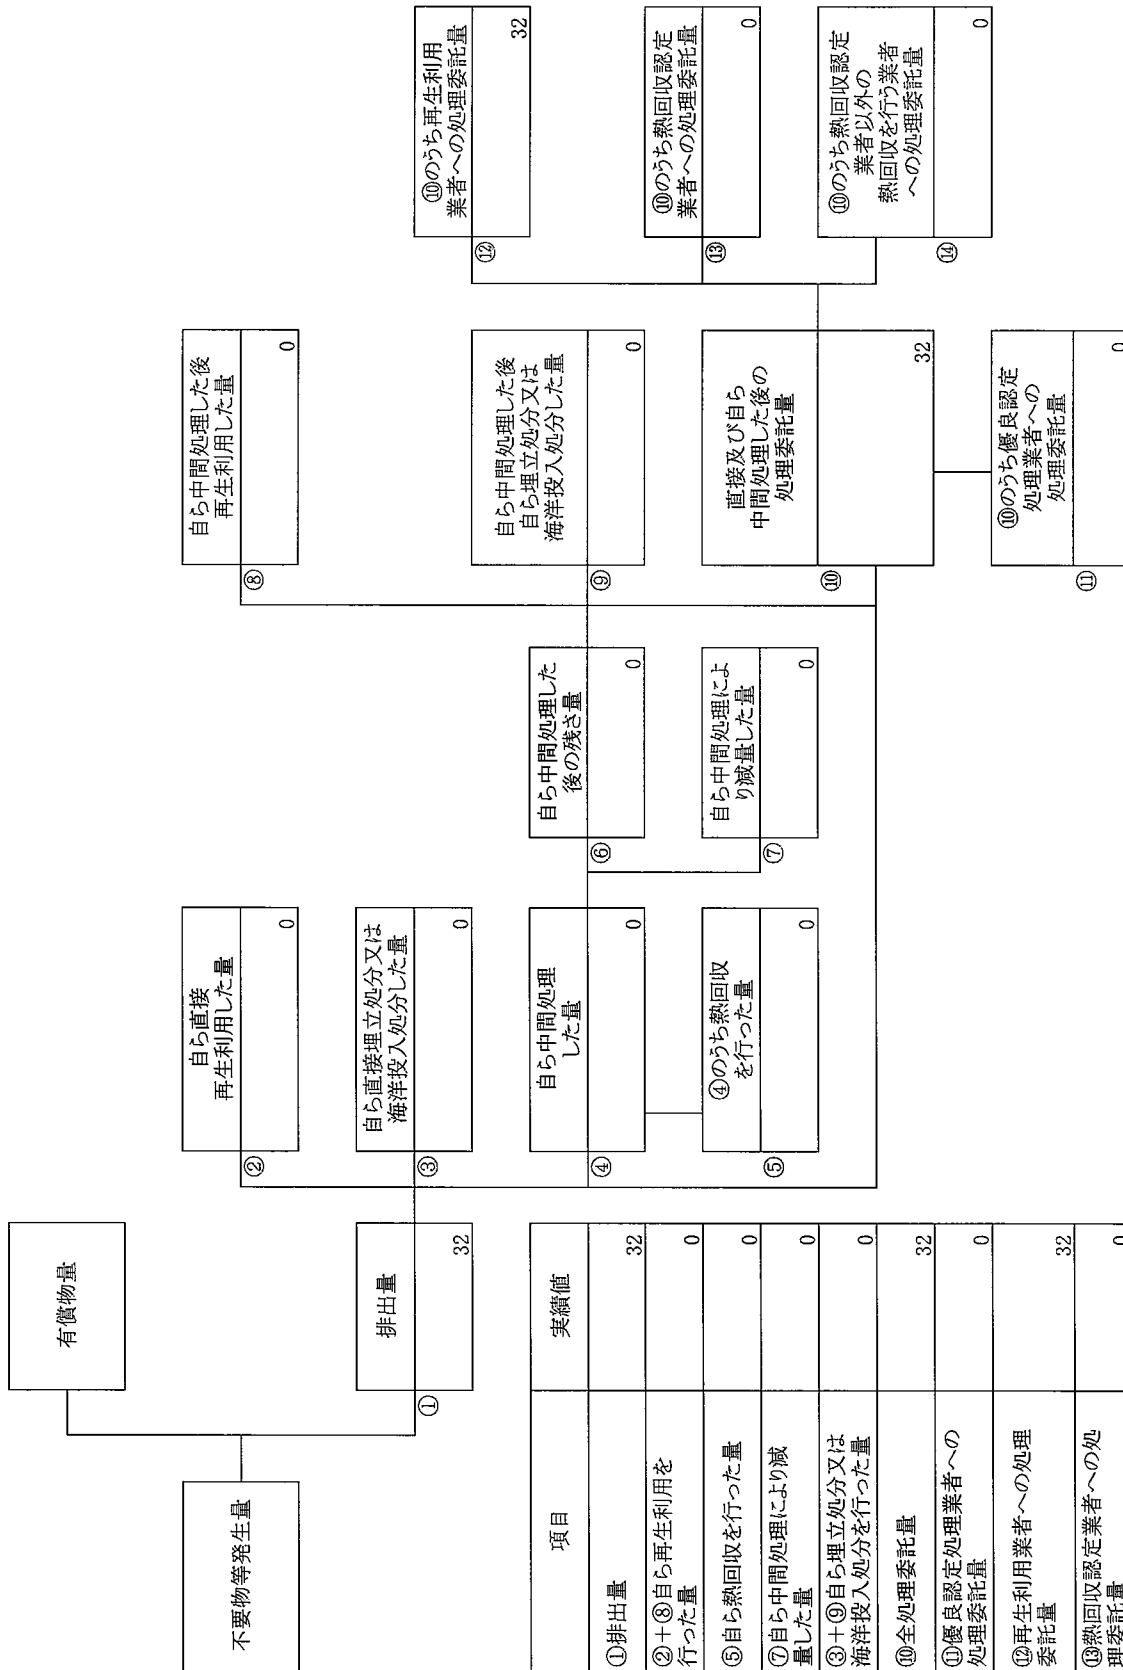 不要物等発生量
有償物量
①
排出量
32
②
自ら直接
再生利用した量
0
③
自ら直接埋立処分又は
海洋投入処分した量
0
④
自ら中間処理
した量
0
⑤
④のうち熱回収
を行った量
0
⑥
自ら中間処理した
後の残さ量
0
⑦
自ら中間処理によ
り減量した量
0
⑧
自ら中間処理した後
再生利用した量
0
⑨
自ら中間処理した後
自ら埋立処分又は
海洋投入処分した量
0
⑩
直接及び自ら
中間処理した後の
処理委託量
32
⑪
⑩のうち優良認定
処理業者への
処理委託量
0
⑫
⑩のうち再生利用
業者への処理委託量
32
⑬
⑩のうち熱回収認定
業者への処理委託量
0
⑭
⑩のうち熱回収認定
業者以外の
熱回収を行う業者
への処理委託量
0
項目
実績値
①排出量
32
②+⑧自ら再生利用を
行った量
0
⑤自ら熱回収を行った量
0
⑦自ら中間処理により減
量した量
0
③+⑨自ら埋立処分又は
海洋投入処分を行った量
0
⑩全処理委託量
32
⑪優良認定処理業者への
処理委託量
0
⑫再生利用業者への処理
委託量
32
⑬熱回収認定業者への処
理委託量
0